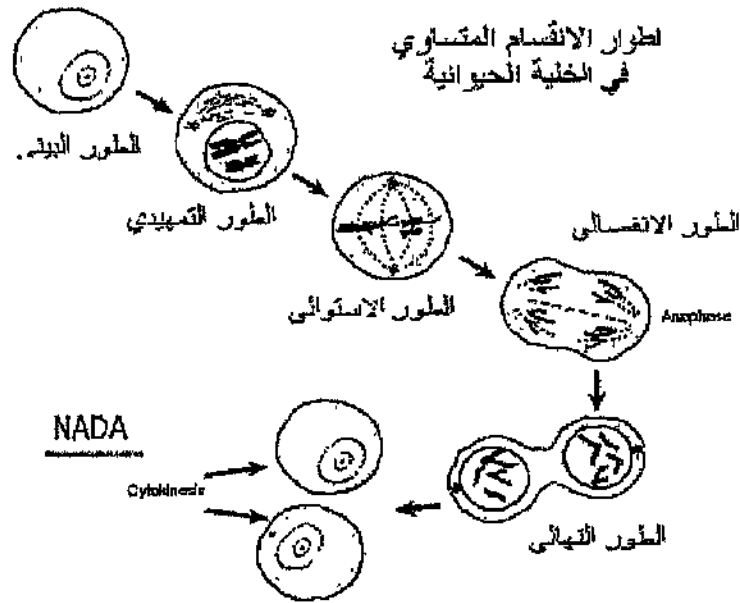 اطوار الانقسام المتساوي
في الخلية الحيوانية
الطور البيني
الطور التمهيدي
الطور الاستوائي
الطور الانفصالي
Anaphase
الطور النهائي
NADA
Cytokinesis